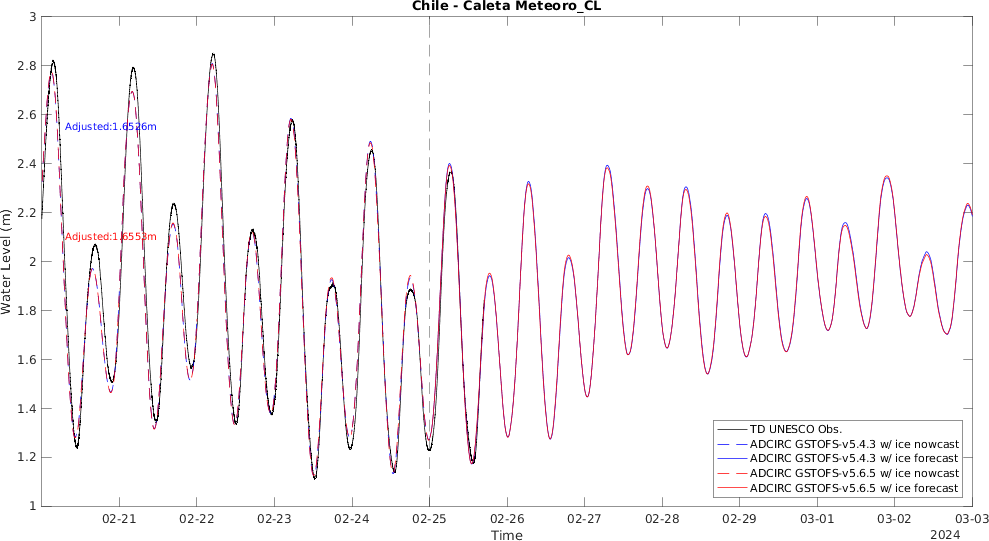 Chile - Caleta Meteoro_CL
Water Level (m)
3
2.8
2.6
2.4
2.2
2
1.8
1.6
1.4
1.2
1
Adjusted:1.6526m
Adjusted:1.6553m
TD UNESCO Obs.
ADCIRC GSTOFS-v5.4.3 w/ ice nowcast
ADCIRC GSTOFS-v5.4.3 w/ ice forecast
ADCIRC GSTOFS-v5.6.5 w/ ice nowcast
ADCIRC GSTOFS-v5.6.5 w/ ice forecast
02-21 02-22 02-23 02-24 02-25 02-26 02-27 02-28 02-29 03-01 03-02 03-03
Time
2024